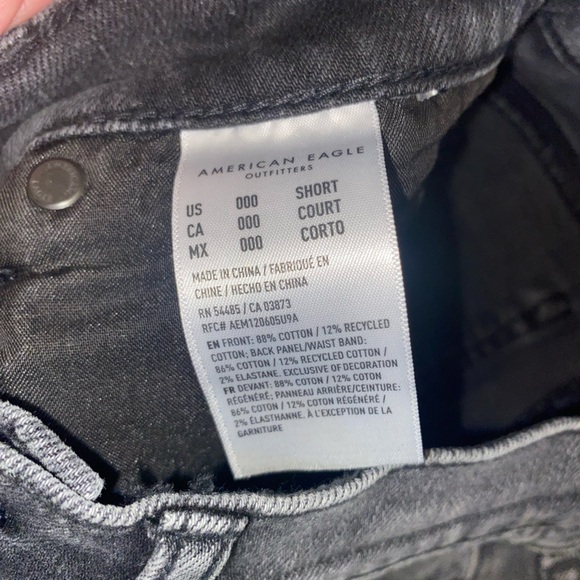 AMERICAN EAGLE
OUTFITTERS
US 000 SHORT
CA 000 COURT
MX 000 CORTO
MADE IN CHINA / FABRIQUÉ EN
CHINE / HECHO EN CHINA
RN 54485 / CA 03873
RFC# AEM120605U9A
EN FRONT: 88% COTTON / 12% RECYCLED
COTTON; BACK PANEL/WAIST BAND:
86% COTTON / 12% RECYCLED COTTON /
2% ELASTANE. EXCLUSIVE OF DECORATION
FR DEVANT: 88% COTON / 12% COTON
RÉGÉNÉRÉ; PANNEAU ARRIÈRE/CEINTURE:
86% COTON / 12% COTON RÉGÉNÉRÉ /
2% ÉLASTHANNE. À L'EXCEPTION DE LA
GARNITURE